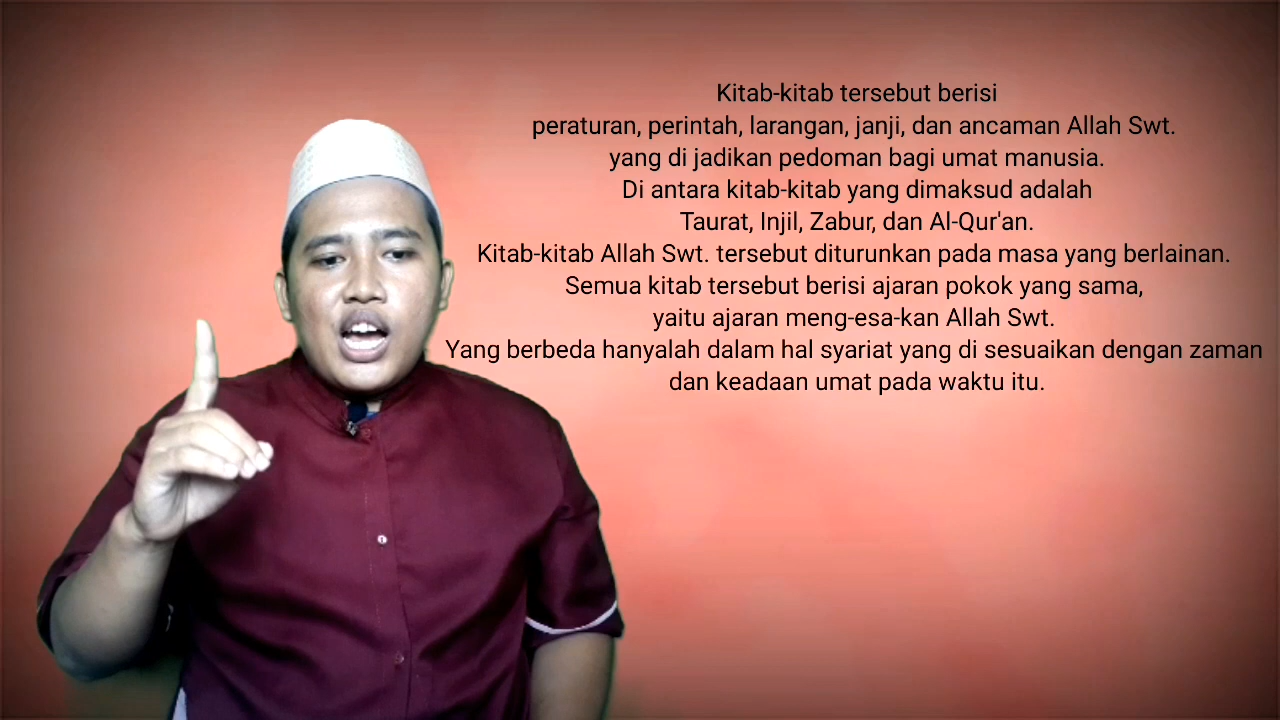 Kitab-kitab tersebut berisi
peraturan, perintah, larangan, janji, dan ancaman Allah Swt.
yang di jadikan pedoman bagi umat manusia.
Di antara kitab-kitab yang dimaksud adalah
Taurat, Injil, Zabur, dan Al-Qur'an.
Kitab-kitab Allah Swt. tersebut diturunkan pada masa yang berlainan.
Semua kitab tersebut berisi ajaran pokok yang sama,
yaitu ajaran meng-esa-kan Allah Swt.
Yang berbeda hanyalah dalam hal syariat yang di sesuaikan dengan zaman
dan keadaan umat pada waktu itu.